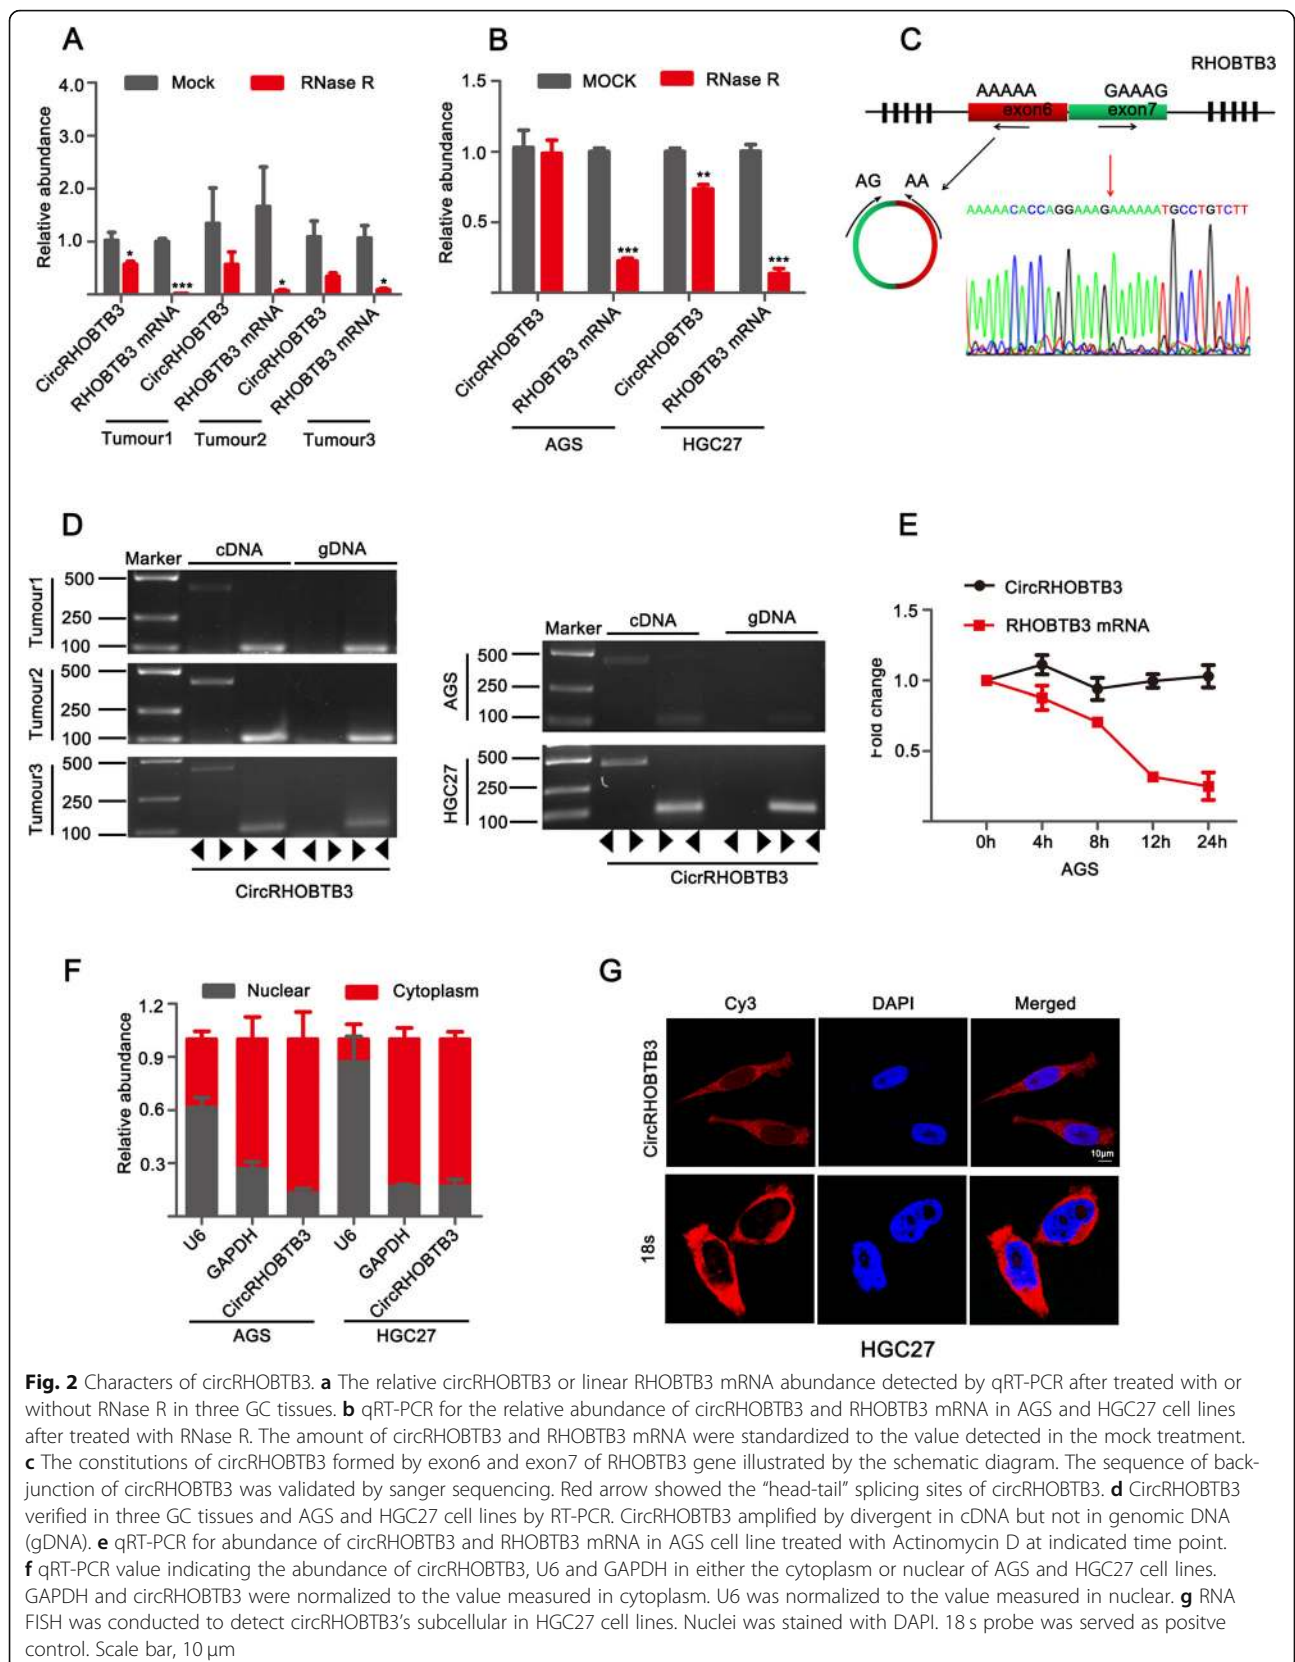 A
Mock
RNase R
Relative abundance
4.0
3.0
2.0
1.0
*
***
*
*
CircRHOBTB3
RHOBTB3 mRNA
CircRHOBTB3
RHOBTB3 mRNA
CircRHOBTB3
RHOBTB3 mRNA
Tumour1
Tumour2
Tumour3
B
MOCK
RNase R
Relative abundance
1.5
1.0
0.5
***
**
***
CircRHOBTB3
RHOBTB3 mRNA
CircRHOBTB3
RHOBTB3 mRNA
AGS
HGC27
C
RHOBTB3
AAAAA
GAAAG
exon6
exon7
AG
AA
AAAAACACCAGGAAAGAAAAAATGCCTGTCTT
D
Marker
cDNA
gDNA
Tumour1
500
250
100
Tumour2
500
250
100
Tumour3
500
250
100
CircRHOBTB3
Marker
cDNA
gDNA
AGS
500
250
100
HGC27
500
250
100
CicrRHOBTB3
E
CircRHOBTB3
RHOBTB3 mRNA
Fold change
1.5
1.0
0.5
0h
4h
8h
12h
24h
AGS
F
Nuclear
Cytoplasm
Relative abundance
1.2
0.9
0.6
0.3
U6
GAPDH
CircRHOBTB3
U6
GAPDH
CircRHOBTB3
AGS
HGC27
G
Cy3
DAPI
Merged
CircRHOBTB3
10μm
18s
HGC27
Fig. 2 Characters of circRHOBTB3. a The relative circRHOBTB3 or linear RHOBTB3 mRNA abundance detected by qRT-PCR after treated with or
without RNase R in three GC tissues. b qRT-PCR for the relative abundance of circRHOBTB3 and RHOBTB3 mRNA in AGS and HGC27 cell lines
after treated with RNase R. The amount of circRHOBTB3 and RHOBTB3 mRNA were standardized to the value detected in the mock treatment.
c The constitutions of circRHOBTB3 formed by exon6 and exon7 of RHOBTB3 gene illustrated by the schematic diagram. The sequence of back-
junction of circRHOBTB3 was validated by sanger sequencing. Red arrow showed the “head-tail” splicing sites of circRHOBTB3. d CircRHOBTB3
verified in three GC tissues and AGS and HGC27 cell lines by RT-PCR. CircRHOBTB3 amplified by divergent in cDNA but not in genomic DNA
(gDNA). e qRT-PCR for abundance of circRHOBTB3 and RHOBTB3 mRNA in AGS cell line treated with Actinomycin D at indicated time point.
f qRT-PCR value indicating the abundance of circRHOBTB3, U6 and GAPDH in either the cytoplasm or nuclear of AGS and HGC27 cell lines.
GAPDH and circRHOBTB3 were normalized to the value measured in cytoplasm. U6 was normalized to the value measured in nuclear. g RNA
FISH was conducted to detect circRHOBTB3’s subcellular in HGC27 cell lines. Nuclei was stained with DAPI. 18 s probe was served as positve
control. Scale bar, 10 μm